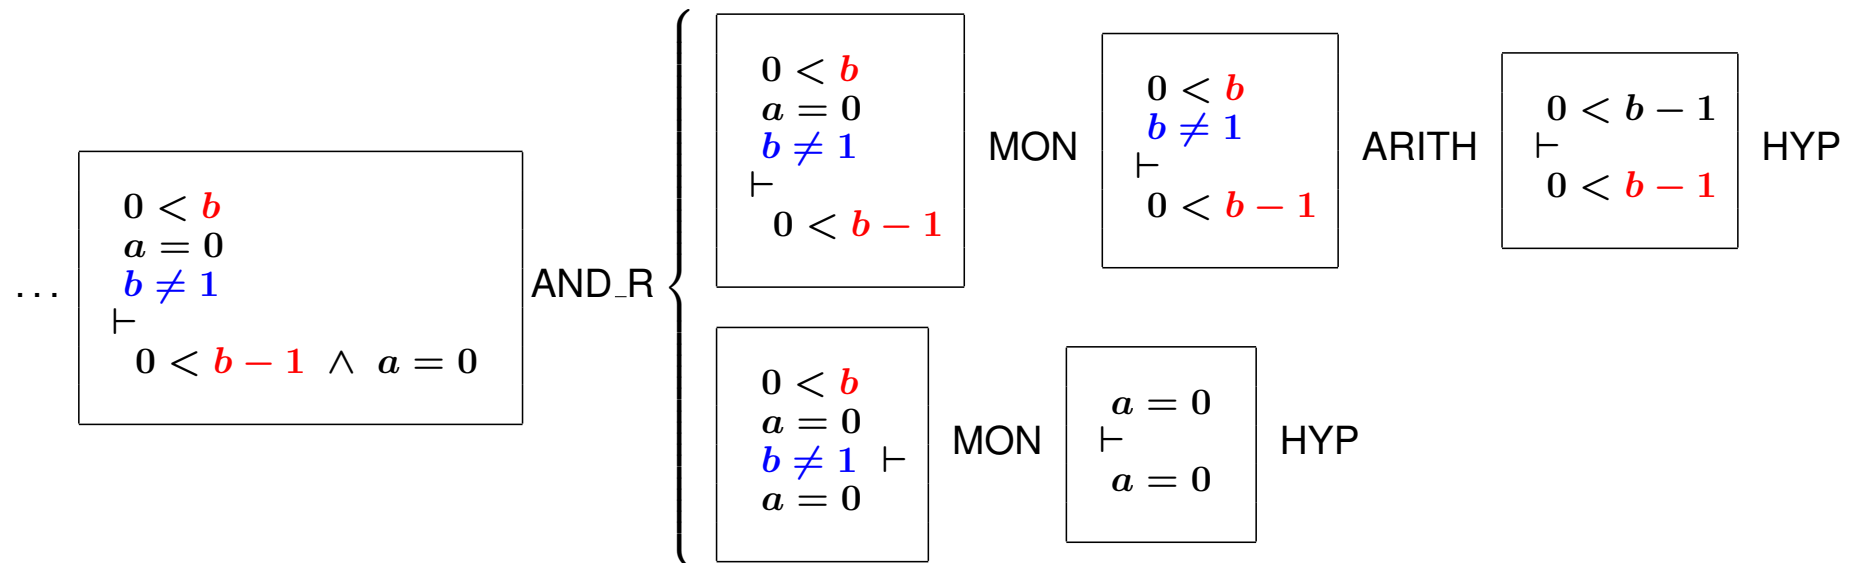 ...
0 < b
a = 0
b ≠ 1
⊢
0 < b − 1 ∧ a = 0
AND_R
0 < b
a = 0
b ≠ 1
⊢
0 < b − 1
MON
0 < b
b ≠ 1
⊢
0 < b − 1
ARITH
0 < b − 1
⊢
0 < b − 1
HYP
0 < b
a = 0
b ≠ 1 ⊢
a = 0
MON
a = 0
⊢
a = 0
HYP